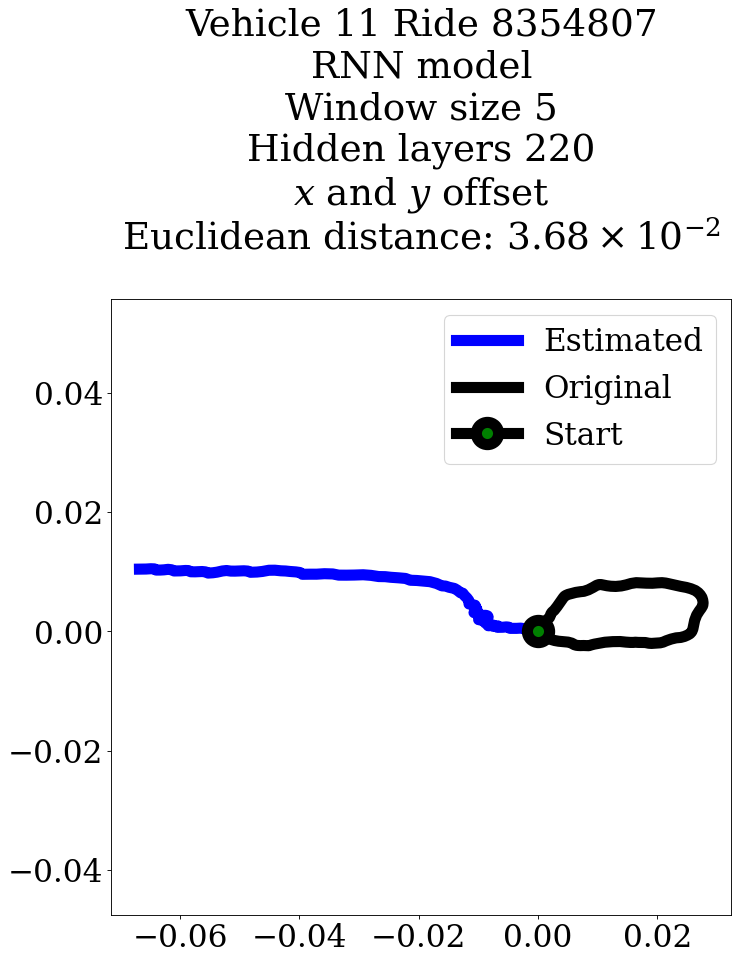 Vehicle 11 Ride 8354807
RNN model
Window size 5
Hidden layers 220
x and y offset
Euclidean distance: 3.68 × 10⁻²
Estimated
Original
Start
0.04
0.02
0.00
−0.02
−0.04
−0.06 −0.04 −0.02 0.00 0.02